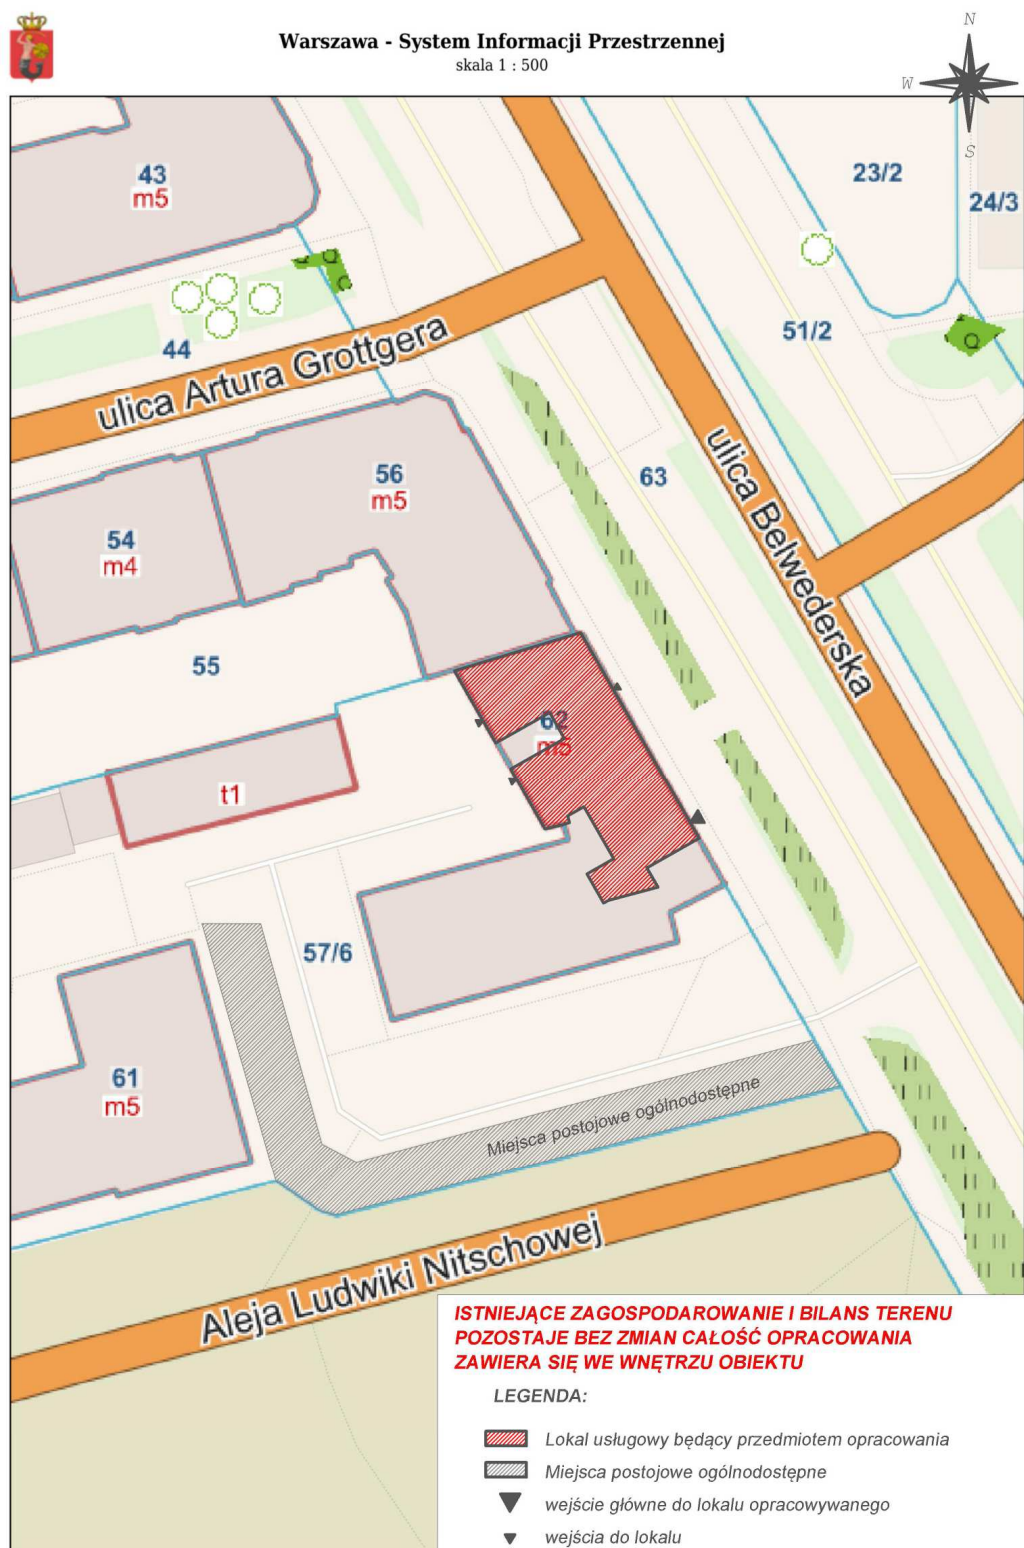 Warszawa - System Informacji Przestrzennej
skala 1 : 500
N
W
S
43
m5
23/2
24/3
44
51/2
ulica Artura Grottgera
56
m5
63
ulica Belwederska
54
m4
55
62
m5
t1
57/6
61
m5
Miejsca postojowe ogólnodostępne
Aleja Ludwiki Nitschowej
ISTNIEJĄCE ZAGOSPODAROWANIE I BILANS TERENU
POZOSTAJE BEZ ZMIAN CAŁOŚĆ OPRACOWANIA
ZAWIERA SIĘ WE WNĘTRZU OBIEKTU
LEGENDA:
Lokal usługowy będący przedmiotem opracowania
Miejsca postojowe ogólnodostępne
wejście główne do lokalu opracowywanego
wejścia do lokalu